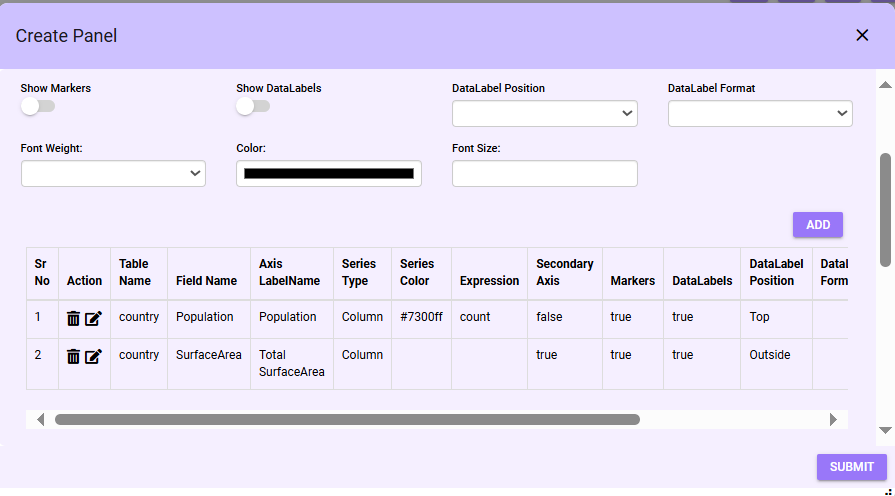 Create Panel
Show Markers
Show DataLabels
DataLabel Position
DataLabel Format
Font Weight:
Color:
Font Size:
ADD
Sr No Action Table Name Field Name Axis LabelName Series Type Series Color Expression Secondary Axis Markers DataLabels DataLabel Position
1 country Population Population Column #7300ff count false true true Top
2 country SurfaceArea Total SurfaceArea Column true true true Outside
SUBMIT